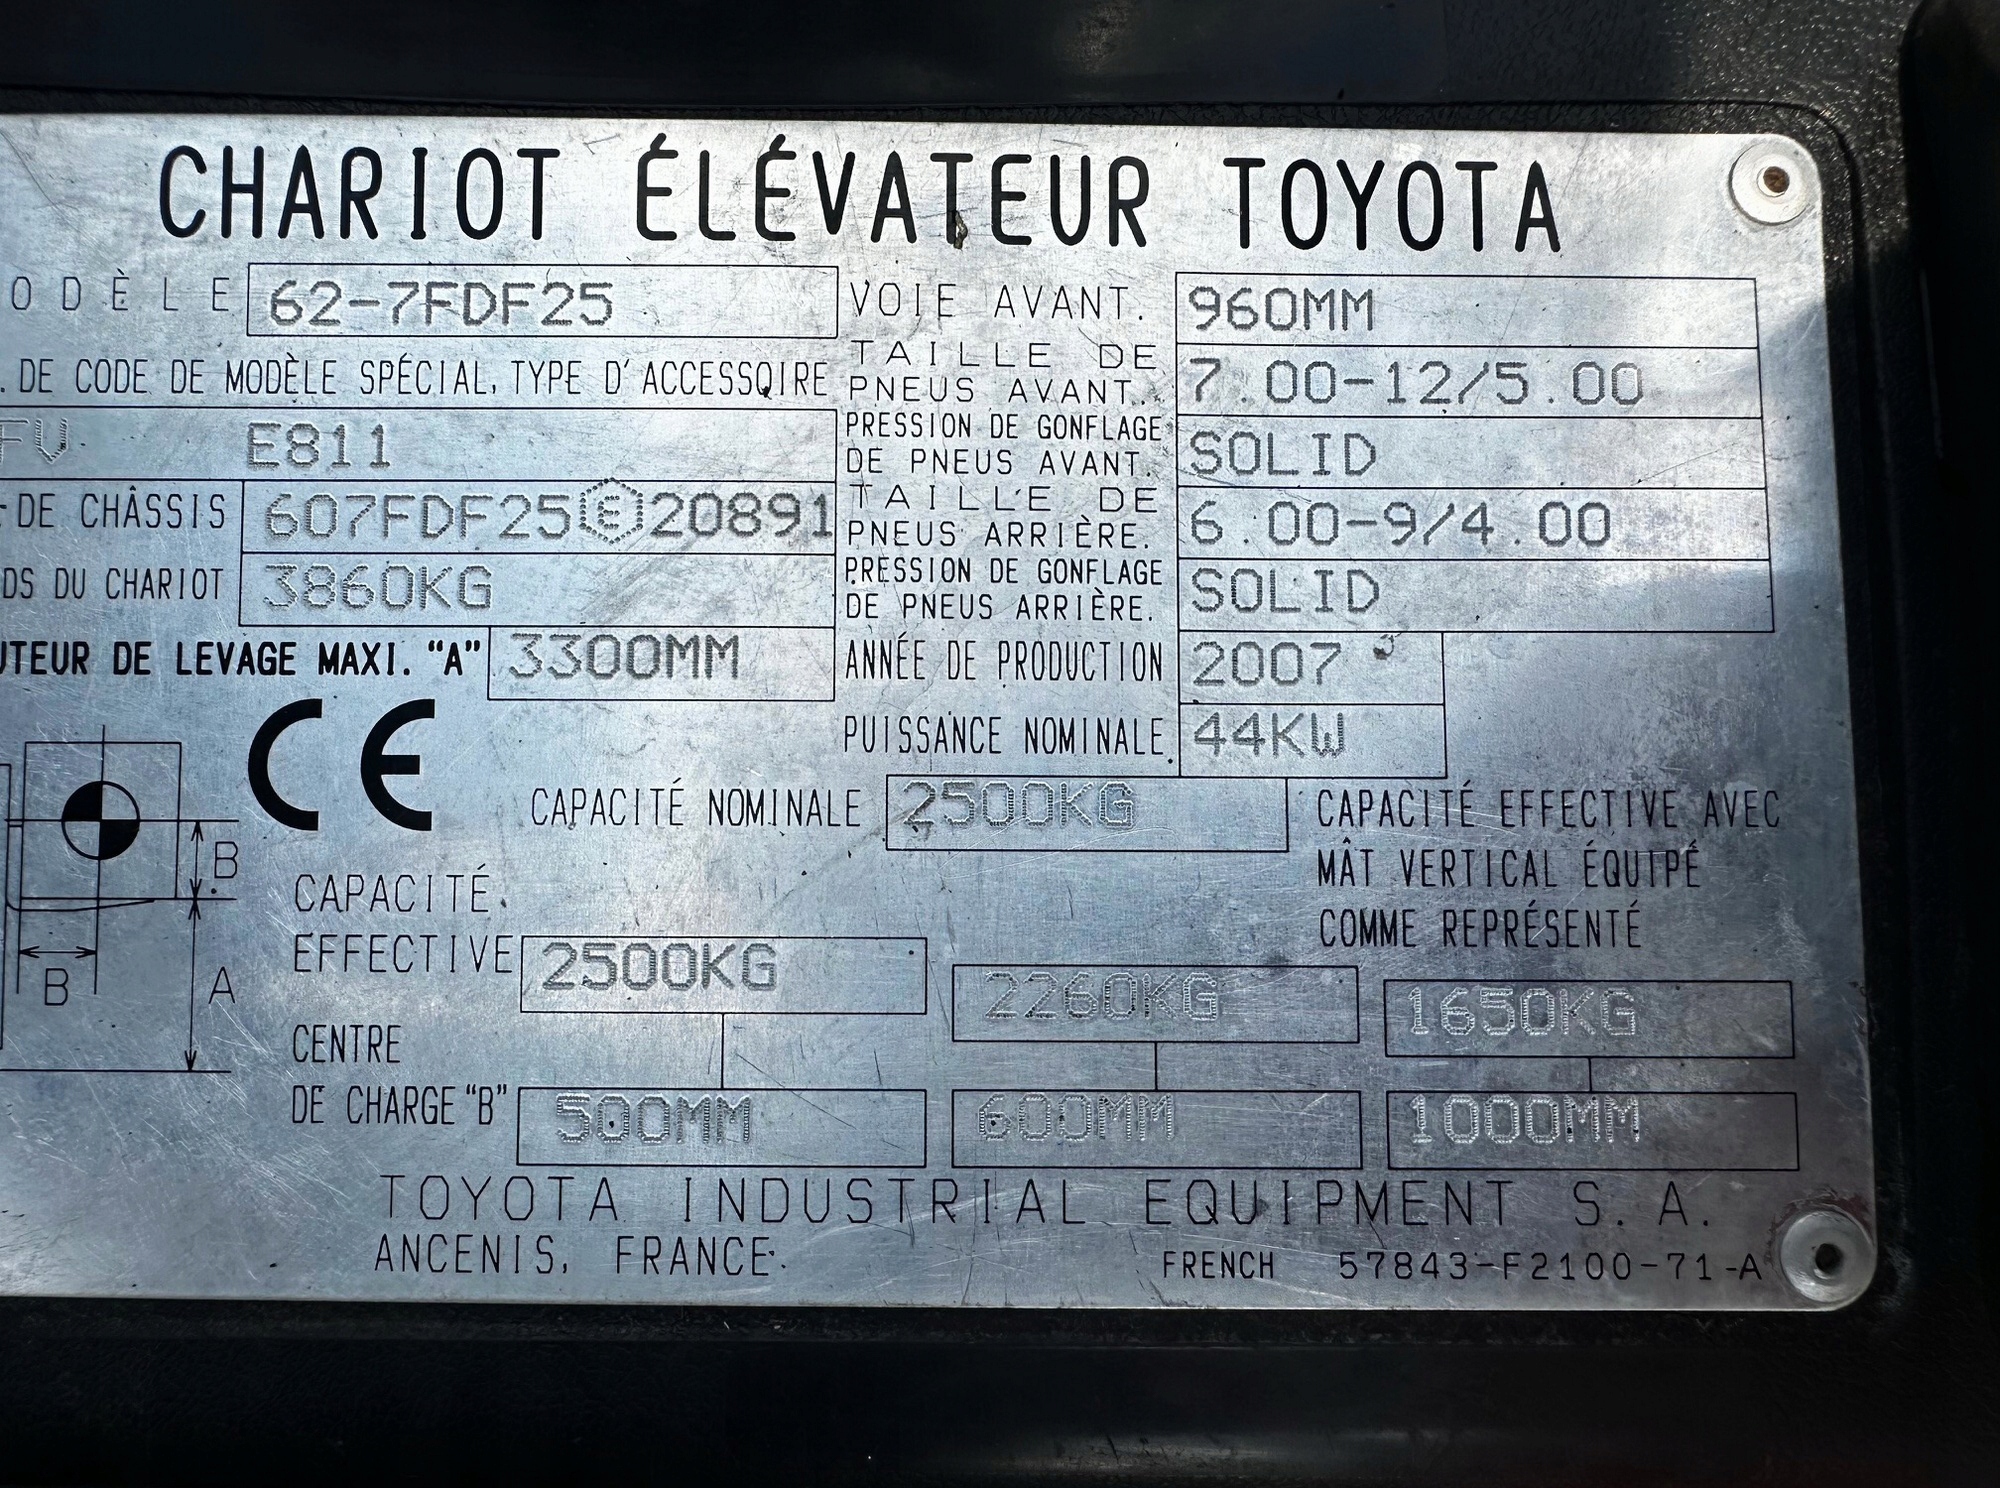 CHARIOT ÉLÉVATEUR TOYOTA
ODÈLE 62-7FDF25
. DE CODE DE MODÈLE SPÉCIAL, TYPE D'ACCESSOIRE
FV E811
DE CHÂSSIS 607FDF25 E 20891
DS DU CHARIOT 3860KG
UTEUR DE LEVAGE MAXI. “A” 3300MM
VOIE AVANT. 960MM
TAILLE DE
PNEUS AVANT. 7.00-12/5.00
PRESSION DE GONFLAGE
DE PNEUS AVANT. SOLID
TAILLE DE
PNEUS ARRIÈRE. 6.00-9/4.00
PRESSION DE GONFLAGE
DE PNEUS ARRIÈRE. SOLID
ANNÉE DE PRODUCTION 2007
PUISSANCE NOMINALE 44KW
CE
CAPACITÉ NOMINALE 2500KG
CAPACITÉ EFFECTIVE AVEC
MÂT VERTICAL ÉQUIPÉ
COMME REPRÉSENTÉ
B
B
A
CAPACITÉ
EFFECTIVE 2500KG 2260KG 1650KG
CENTRE
DE CHARGE “B” 500MM 600MM 1000MM
TOYOTA INDUSTRIAL EQUIPMENT S.A.
ANCENIS, FRANCE
FRENCH 57843-F2100-71-A